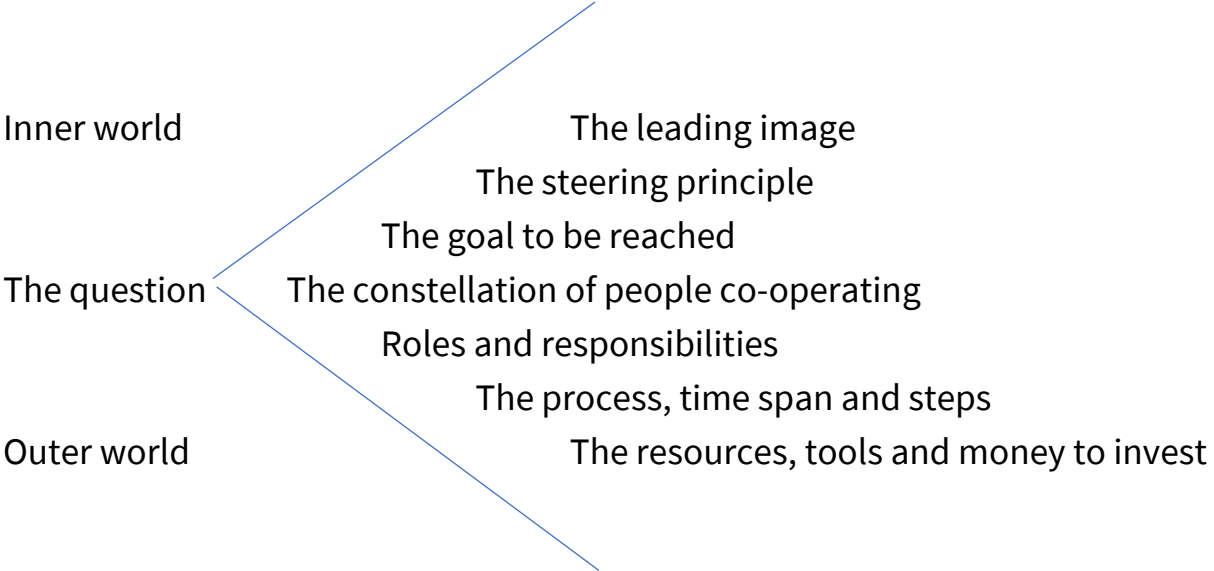 Inner world The leading image
The steering principle
The goal to be reached
The question The constellation of people co-operating
Roles and responsibilities
The process, time span and steps
Outer world The resources, tools and money to invest